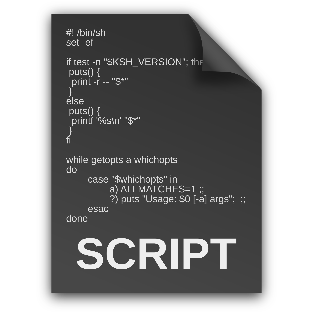 #! /bin/sh
set -ef
if test -n "$KSH_VERSION"; the
puts() {
print -r -- "$*"
}
else
puts() {
printf '%s\n' "$*"
}
fi
while getopts a whichopts
do
case "$whichopts" in
a) ALLMATCHES=1 ;;
?) puts "Usage: $0 [-a] args"; ;;
esac
done
SCRIPT